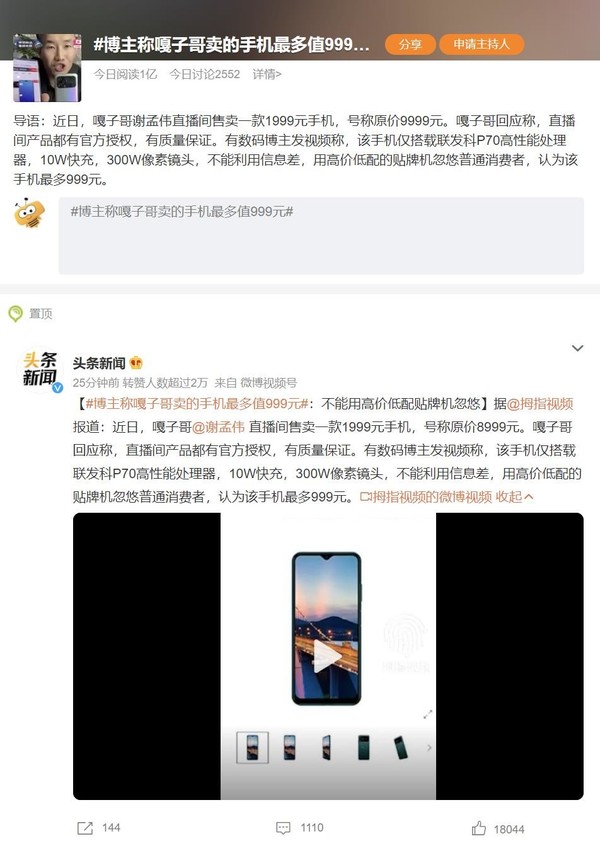 #博主称嘎子哥卖的手机最多值999...
分享
申请主持人
今日阅读1亿 今日讨论2552 详情>
导语：近日，嘎子哥谢孟伟直播间售卖一款1999元手机，号称原价9999元。嘎子哥回应称，直播
间产品都有官方授权，有质量保证。有数码博主发视频称，该手机仅搭载联发科P70高性能处理
器，10W快充，300W像素镜头，不能利用信息差，用高价低配的贴牌机忽悠普通消费者，认为该
手机最多999元。
#博主称嘎子哥卖的手机最多值999元#
置顶
头条
新闻
头条新闻
25分钟前 转赞人数超过2万 来自 微博视频号
【#博主称嘎子哥卖的手机最多值999元#：不能用高价低配贴牌机忽悠】据@拇指视频
报道：近日，嘎子哥@谢孟伟 直播间售卖一款1999元手机，号称原价8999元。嘎子哥
回应称，直播间产品都有官方授权，有质量保证。有数码博主发视频称，该手机仅搭载
联发科P70高性能处理器，10W快充，300W像素镜头，不能利用信息差，用高价低配的
贴牌机忽悠普通消费者，认为该手机最多999元。拇指视频的微博视频 收起
144
1110
18044